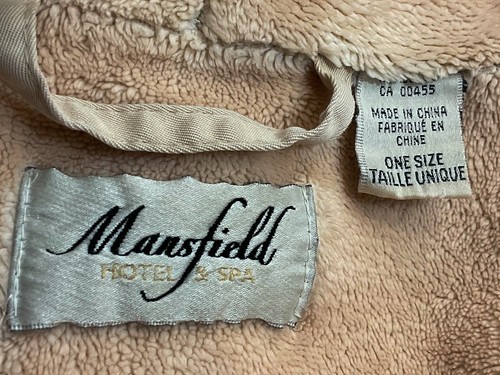 Mansfield
HOTEL & SPA
CA 00455
MADE IN CHINA
FABRIQUÉ EN
CHINE
ONE SIZE
TAILLE UNIQUE